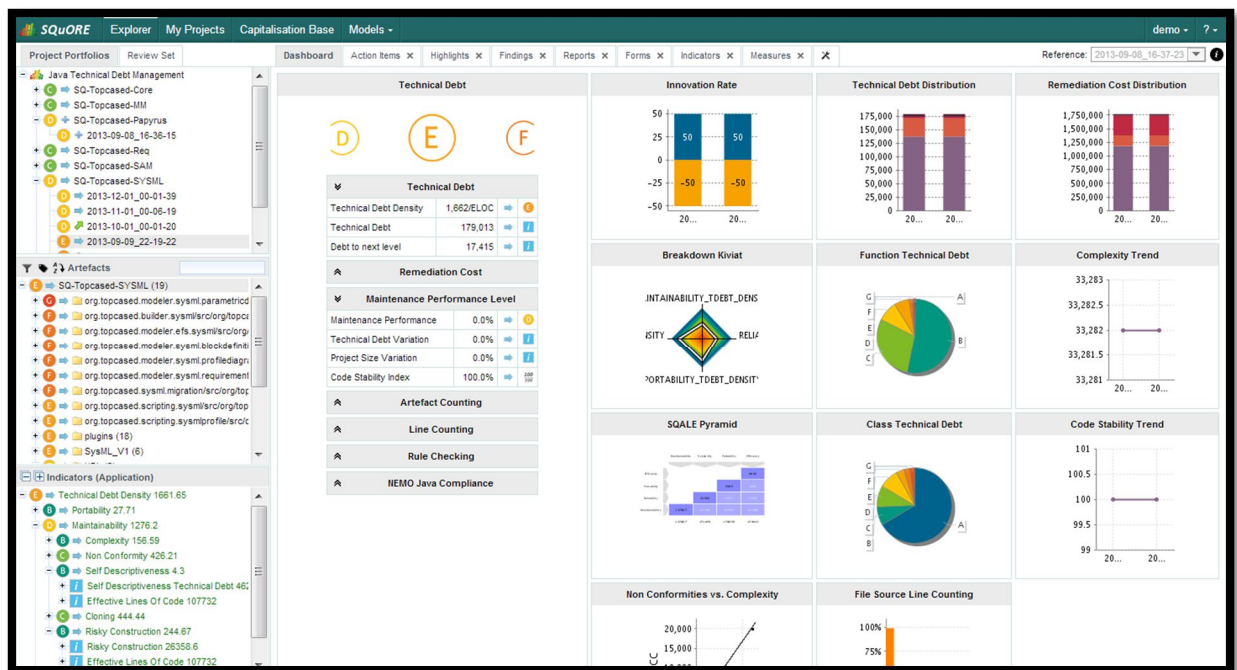 SQuORE Explorer My Projects Capitalisation Base Models demo ?
Project Portfolios Review Set
Dashboard Action Items x Highlights x Findings x Reports x Forms x Indicators x Measures x Reference: 2013-09-08_16-37-23 i
Java Technical Debt Management
C SQ-Topcased-Core
C SQ-Topcased-MM
D SQ-Topcased-Papyrus
D 2013-09-08_16-36-15
C SQ-Topcased-Req
C SQ-Topcased-SAM
D SQ-Topcased-SYSML
D 2013-12-01_00-01-39
D 2013-11-01_00-06-19
D 2013-10-01_00-01-20
E 2013-09-09_22-19-22
Artefacts
E SQ-Topcased-SYSML (19)
G org.topcased.modeler.sysml.parametricd
F org.topcased.builder.sysml/src/org/topca
F org.topcased.modeler.efs.sysml/src/org/
F org.topcased.modeler.sysml.blockdefiniti
F org.topcased.modeler.sysml.profilediagra
F org.topcased.modeler.sysml.requirement
F org.topcased.sysml.migration/src/org/top
E org.topcased.scripting.sysml/src/org/top
E org.topcased.scripting.sysmlprofile/src/c
E plugins (18)
E SysML_V1 (6)
Indicators (Application)
E Technical Debt Density 1661.65
B Portability 27.71
D Maintainability 1276.2
B Complexity 156.59
C Non Conformity 426.21
B Self Descriptiveness 4.3
i Self Descriptiveness Technical Debt 462
i Effective Lines Of Code 107732
C Cloning 444.44
B Risky Construction 244.67
i Risky Construction 26358.6
i Effective Lines Of Code 107732
Technical Debt
D E F
Technical Debt
Technical Debt Density 1,662/ELOC E
Technical Debt 179,013 i
Debt to next level 17,415 i
Remediation Cost
Maintenance Performance Level
Maintenance Performance 0.0% D
Technical Debt Variation 0.0% i
Project Size Variation 0.0% i
Code Stability Index 100.0%
Artefact Counting
Line Counting
Rule Checking
NEMO Java Compliance
Innovation Rate
50
25
0
-25
-50
50 50
-50 -50
20... 20...
Technical Debt Distribution
175,000
150,000
125,000
100,000
75,000
50,000
25,000
0
20... 20...
Remediation Cost Distribution
1,750,000
1,500,000
1,250,000
1,000,000
750,000
500,000
250,000
0
20... 20...
Breakdown Kiviat
.INTAINABILITY_TDEBT_DENS
ISITY RELIA
PORTABILITY_TDEBT_DENSIT
Function Technical Debt
G A
F
E
D B
C
Complexity Trend
33,283
33,282.5
33,282
33,281.5
33,281
20... 20...
SQALE Pyramid
Class Technical Debt
G
F
E
D
C A
B
Code Stability Trend
101
100.5
100
99.5
99
20... 20...
Non Conformities vs. Complexity
20,000
15,000
File Source Line Counting
100%
75%